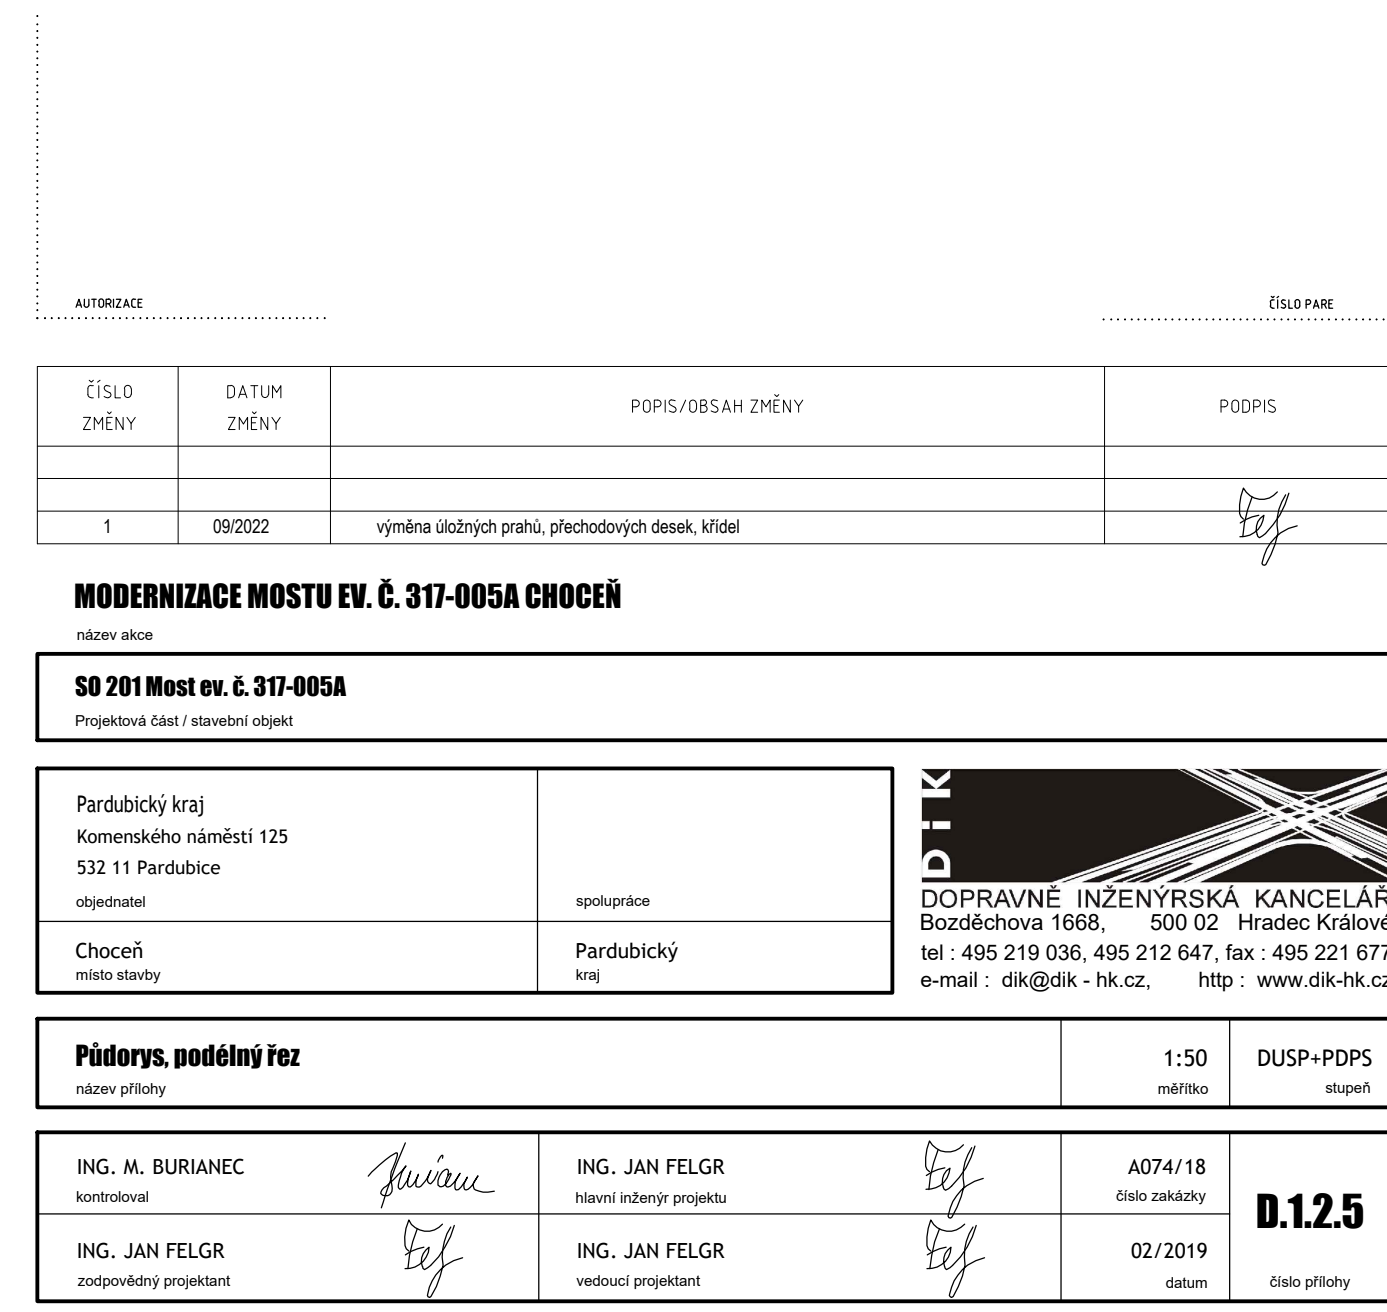 AUTORIZACE
ČÍSLO PARE
ČÍSLO ZMĚNY
DATUM ZMĚNY
POPIS/OBSAH ZMĚNY
PODPIS
1 09/2022 výměna úložných prahů, přechodových desek, křídel
MODERNIZACE MOSTU EV. Č. 317-005A CHOCEŇ
název akce
SO 201 Most ev. č. 317-005A
Projektová část / stavební objekt
Pardubický kraj
Komenského náměstí 125
532 11 Pardubice
objednatel
spolupráce
Choceň
místo stavby
Pardubický
kraj
DiK
DOPRAVNĚ INŽENÝRSKÁ KANCELÁŘ
Bozděchova 1668, 500 02 Hradec Králové
tel : 495 219 036, 495 212 647, fax : 495 221 677
e-mail : dik@dik - hk.cz, http : www.dik-hk.cz
Půdorys, podélný řez
název přílohy
1:50
měřítko
DUSP+PDPS
stupeň
ING. M. BURIANEC
kontroloval
ING. JAN FELGR
hlavní inženýr projektu
A074/18
číslo zakázky
ING. JAN FELGR
zodpovědný projektant
ING. JAN FELGR
vedoucí projektant
02/2019
datum
D.1.2.5
číslo přílohy